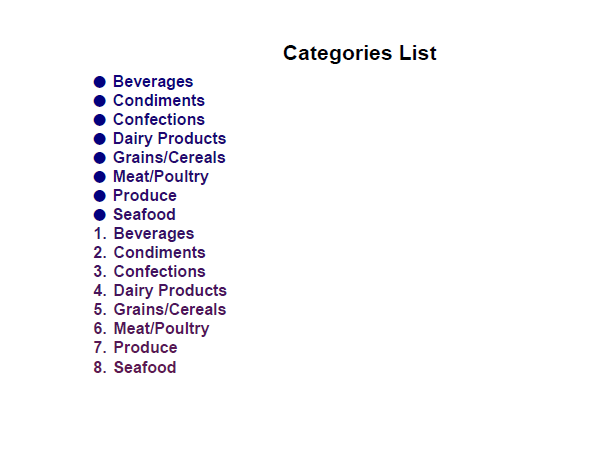 Categories List
● Beverages
● Condiments
● Confections
● Dairy Products
● Grains/Cereals
● Meat/Poultry
● Produce
● Seafood
1. Beverages
2. Condiments
3. Confections
4. Dairy Products
5. Grains/Cereals
6. Meat/Poultry
7. Produce
8. Seafood